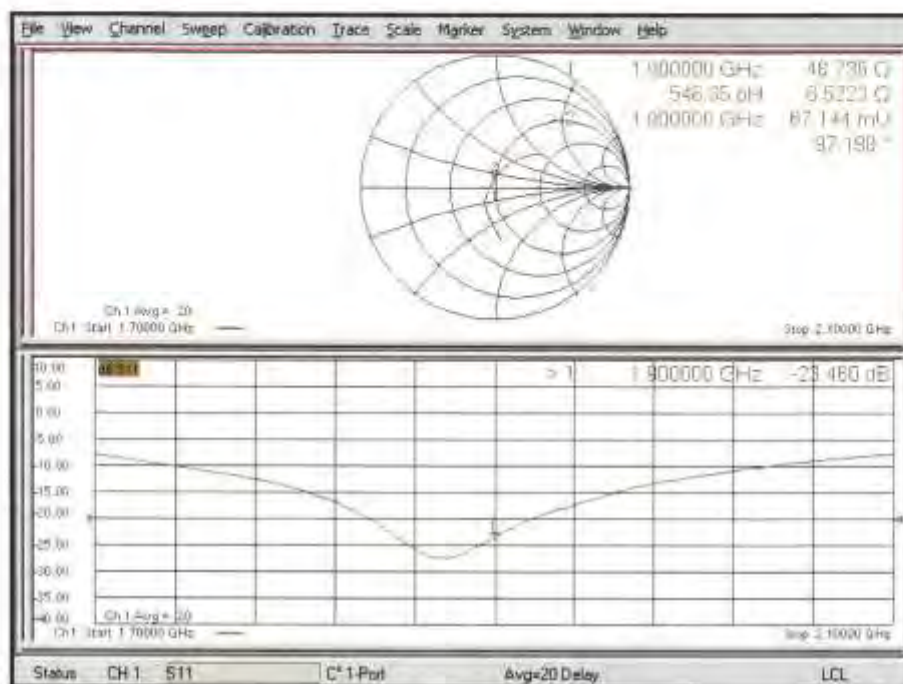 File View Channel Sweep Calibration Trace Scale Marker System Window Help
1.900000 GHz 48.736 Ω
546.35 pH 6.5223 Ω
1.900000 GHz 67.144 mU
97.198 °
Ch 1 Avg = 20
Ch1 Start 1.70000 GHz
Stop 2.10000 GHz
10.00
5.00
0.00
-5.00
-10.00
-15.00
-20.00
-25.00
-30.00
-35.00
-40.00
> 1 1.900000 GHz -23.460 dB
Ch 1 Avg = 20
Ch1 Start 1.70000 GHz
Stop 2.10000 GHz
Status CH 1 S11 C* 1-Port Avg=20 Delay LCL